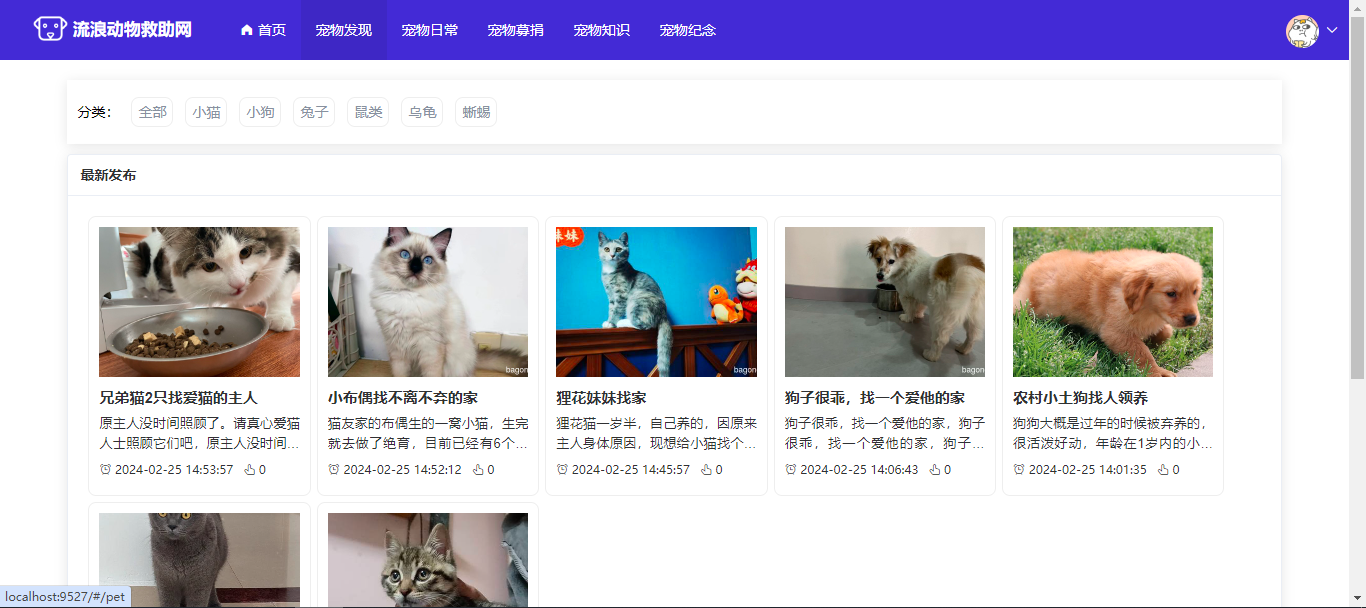 流浪动物救助网
首页 宠物发现 宠物日常 宠物募捐 宠物知识 宠物纪念
分类： 全部 小猫 小狗 兔子 鼠类 乌龟 蜥蜴
最新发布
妹妹
bagon
bagon
bagon
兄弟猫2只找爱猫的主人
原主人没时间照顾了。请真心爱猫
人士照顾它们吧，原主人没时间...
2024-02-25 14:53:57 0
小布偶找不离不弃的家
猫友家的布偶生的一窝小猫，生完
就去做了绝育，目前已经有6个...
2024-02-25 14:52:12 0
狸花妹妹找家
狸花猫一岁半，自己养的，因原来
主人身体原因，现想给小猫找个...
2024-02-25 14:45:57 0
狗子很乖，找一个爱他的家
狗子很乖，找一个爱他的家，狗子
很乖，找一个爱他的家，狗子...
2024-02-25 14:06:43 0
农村小土狗找人领养
狗狗大概是过年的时候被弃养的，
很活泼好动，年龄在1岁内的小...
2024-02-25 14:01:35 0
localhost:9527/#/pet